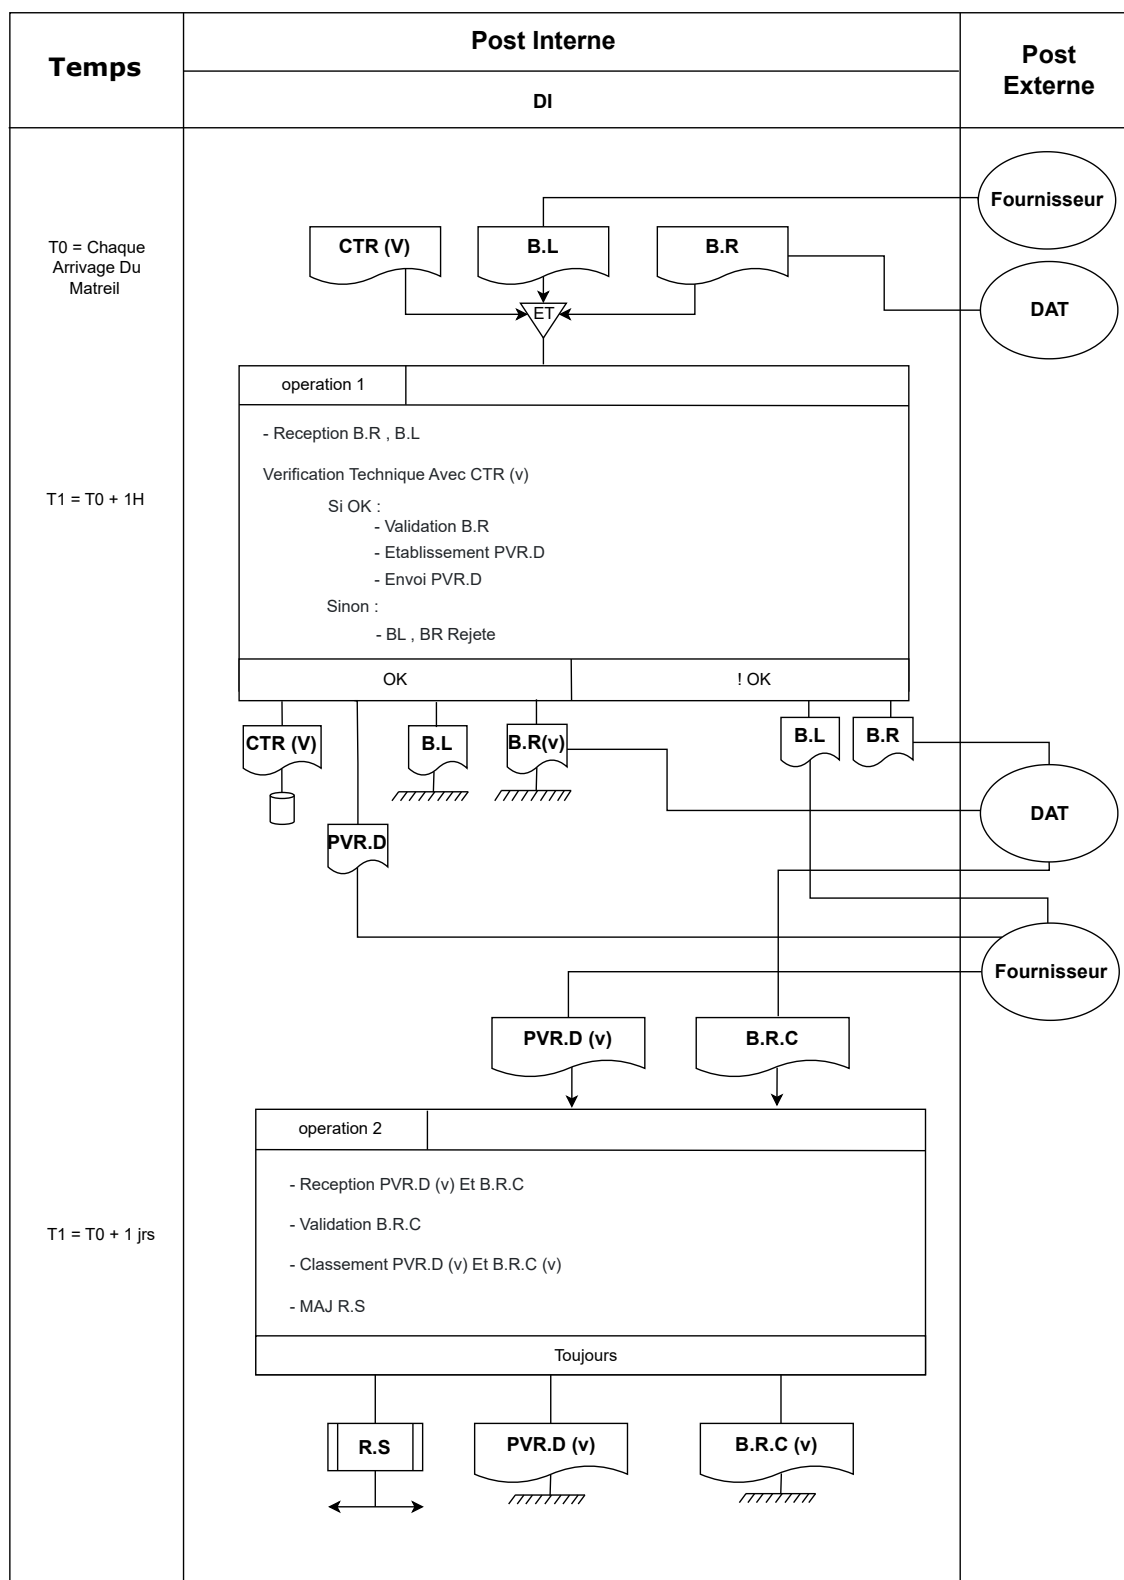 Temps
Post Interne
Post
Externe
DI
Fournisseur
T0 = Chaque
Arrivage Du
Matreil
CTR (V)
B.L
B.R
DAT
ET
operation 1
- Reception B.R , B.L
Verification Technique Avec CTR (v)
T1 = T0 + 1H
Si OK :
- Validation B.R
- Etablissement PVR.D
- Envoi PVR.D
Sinon :
- BL , BR Rejete
OK
! OK
CTR (V)
B.L
B.R(v)
B.L
B.R
DAT
PVR.D
Fournisseur
PVR.D (v)
B.R.C
operation 2
- Reception PVR.D (v) Et B.R.C
- Validation B.R.C
T1 = T0 + 1 jrs
- Classement PVR.D (v) Et B.R.C (v)
- MAJ R.S
Toujours
R.S
PVR.D (v)
B.R.C (v)